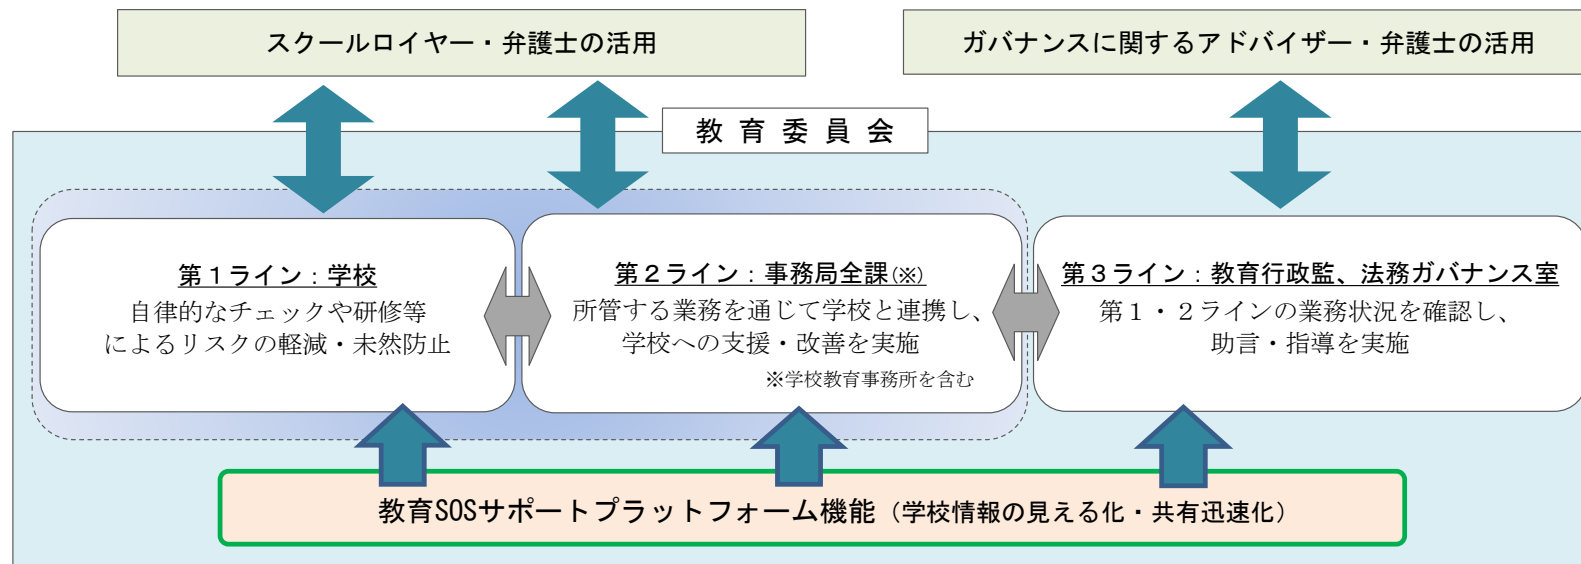 スクールロイヤー・弁護士の活用
ガバナンスに関するアドバイザー・弁護士の活用
教育委員会
第１ライン：学校
自律的なチェックや研修等
によるリスクの軽減・未然防止
第２ライン：事務局全課(※)
所管する業務を通じて学校と連携し、
学校への支援・改善を実施
※学校教育事務所を含む
第３ライン：教育行政監、法務ガバナンス室
第１・２ラインの業務状況を確認し、
助言・指導を実施
教育SOSサポートプラットフォーム機能（学校情報の見える化・共有迅速化）